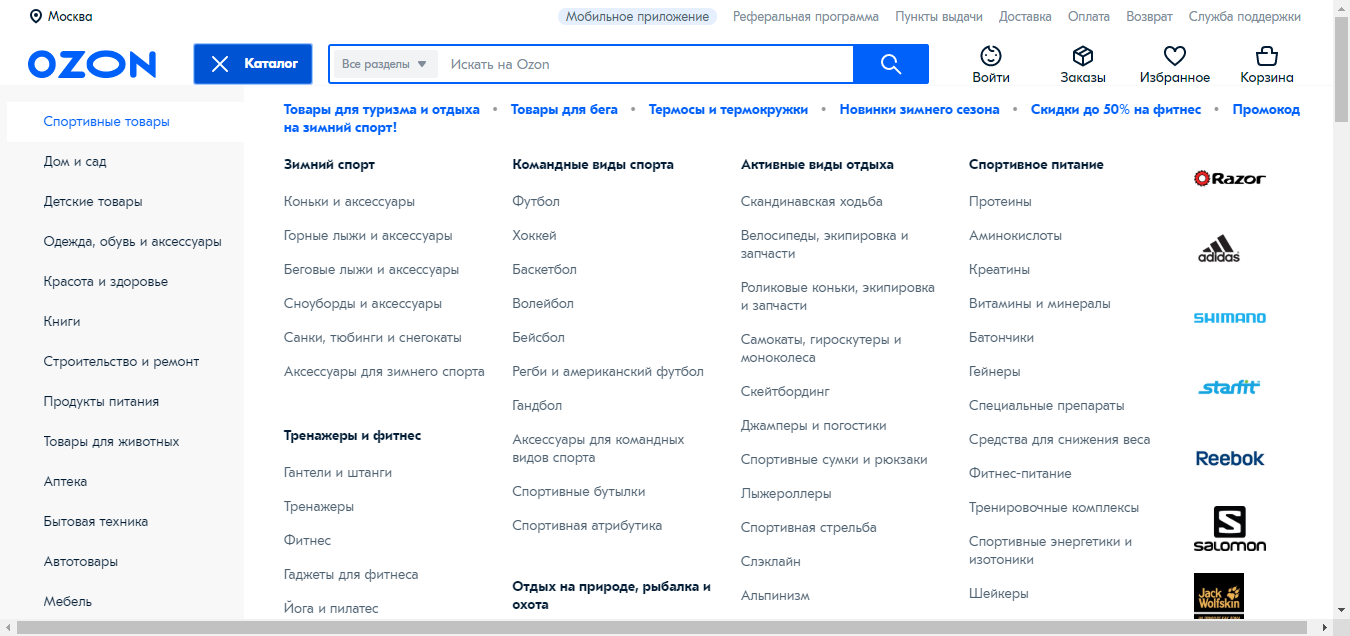 Москва
Мобильное приложение Реферальная программа Пункты выдачи Доставка Оплата Возврат Служба поддержки
OZON
Каталог
Все разделы
Искать на Ozon
Войти
Заказы
Избранное
Корзина
Спортивные товары
Дом и сад
Детские товары
Одежда, обувь и аксессуары
Красота и здоровье
Книги
Строительство и ремонт
Продукты питания
Товары для животных
Аптека
Бытовая техника
Автотовары
Мебель
Товары для туризма и отдыха • Товары для бега • Термосы и термокружки • Новинки зимнего сезона • Скидки до 50% на фитнес • Промокод
на зимний спорт!
Зимний спорт
Коньки и аксессуары
Горные лыжи и аксессуары
Беговые лыжи и аксессуары
Сноуборды и аксессуары
Санки, тюбинги и снегокаты
Аксессуары для зимнего спорта
Тренажеры и фитнес
Гантели и штанги
Тренажеры
Фитнес
Гаджеты для фитнеса
Йога и пилатес
Командные виды спорта
Футбол
Хоккей
Баскетбол
Волейбол
Бейсбол
Регби и американский футбол
Гандбол
Аксессуары для командных
видов спорта
Спортивные бутылки
Спортивная атрибутика
Отдых на природе, рыбалка и
охота
Активные виды отдыха
Скандинавская ходьба
Велосипеды, экипировка и
запчасти
Роликовые коньки, экипировка
и запчасти
Самокаты, гироскутеры и
моноколеса
Скейтбординг
Джамперы и погостики
Спортивные сумки и рюкзаки
Лыжероллеры
Спортивная стрельба
Слэклайн
Альпинизм
Спортивное питание
Протеины
Аминокислоты
Креатины
Витамины и минералы
Батончики
Гейнеры
Специальные препараты
Средства для снижения веса
Фитнес-питание
Тренировочные комплексы
Спортивные энергетики и
изотоники
Шейкеры
Razor
adidas
SHIMANO
starfit
Reebok
SALOMON
Jack
Wolfskin